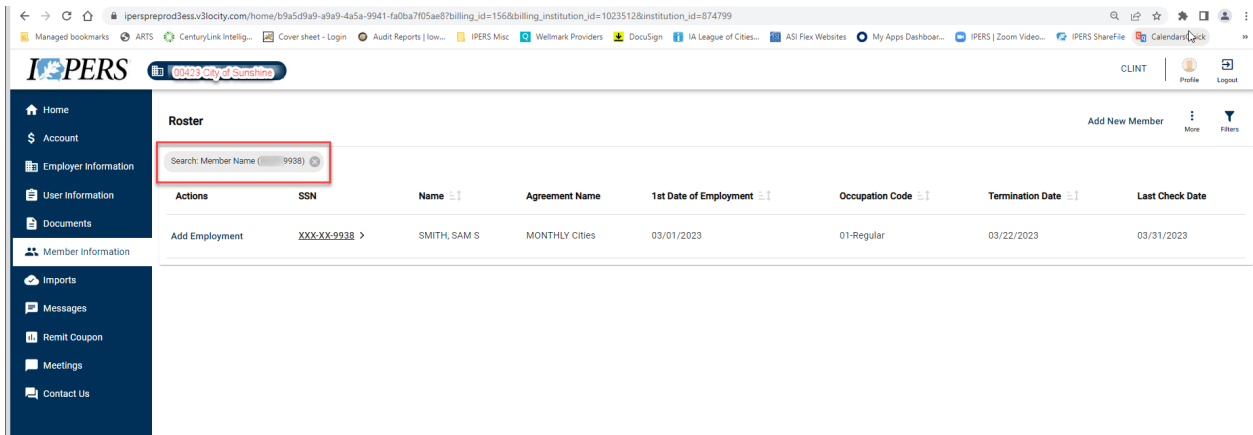 iperspreprod3ess.v3locity.com/home/b9a5d9a9-a9a9-4a5a-9941-fa0ba7f05ae8?billing_id=156&billing_institution_id=1023512&institution_id=874799
Managed bookmarks ARTS CenturyLink Intellig... Cover sheet - Login Audit Reports | Iow... IPERS Misc Wellmark Providers DocuSign IA League of Cities... ASI Flex Websites My Apps Dashboar... IPERS | Zoom Video... IPERS ShareFile Calendars Quick »
IPERS 00423 City of Sunshine CLINT Profile Logout
Home
Account
Employer Information
User Information
Documents
Member Information
Imports
Messages
Remit Coupon
Meetings
Contact Us
Roster Add New Member More Filters
Search: Member Name ( 9938)
Actions SSN Name Agreement Name 1st Date of Employment Occupation Code Termination Date Last Check Date
Add Employment XXX-XX-9938 > SMITH, SAM S MONTHLY Cities 03/01/2023 01-Regular 03/22/2023 03/31/2023